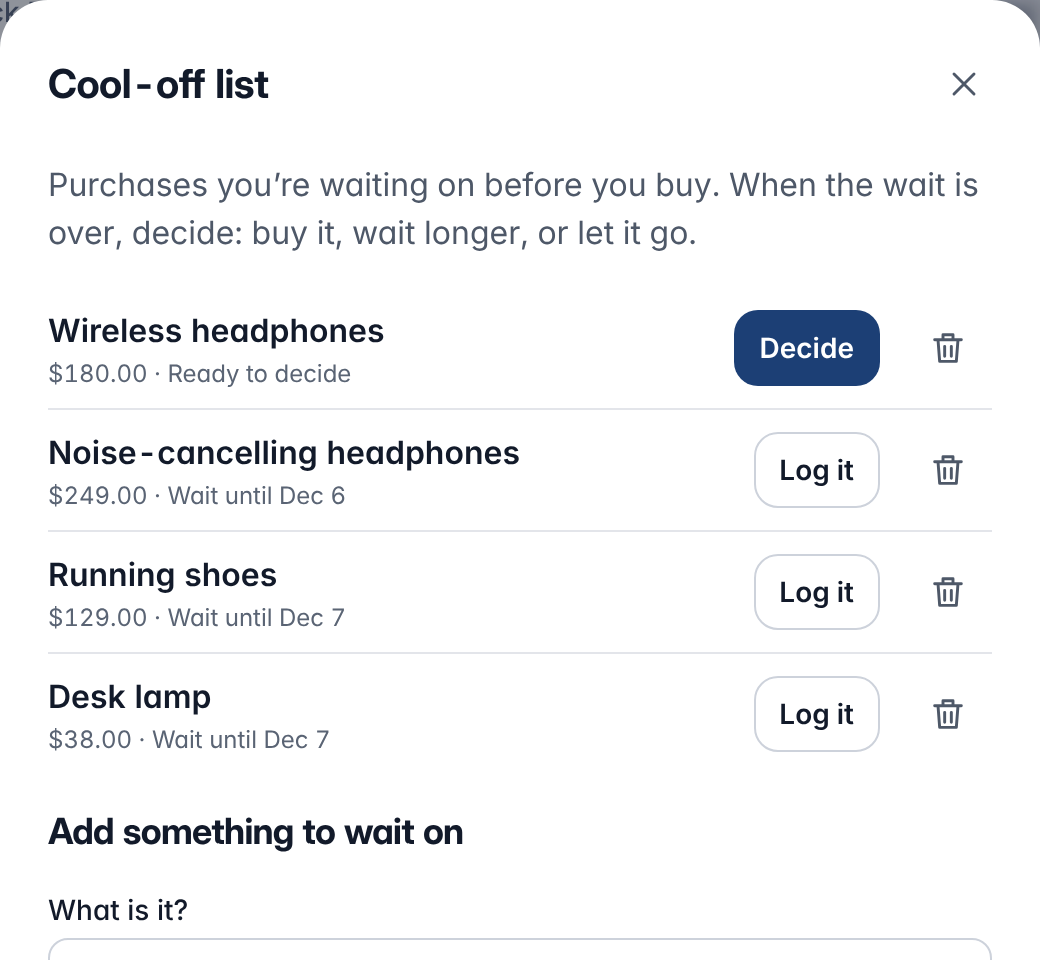 Cool-off list
Purchases you’re waiting on before you buy. When the wait is
over, decide: buy it, wait longer, or let it go.
Wireless headphones
$180.00 · Ready to decide
Decide
Noise-cancelling headphones
$249.00 · Wait until Dec 6
Log it
Running shoes
$129.00 · Wait until Dec 7
Log it
Desk lamp
$38.00 · Wait until Dec 7
Log it
Add something to wait on
What is it?